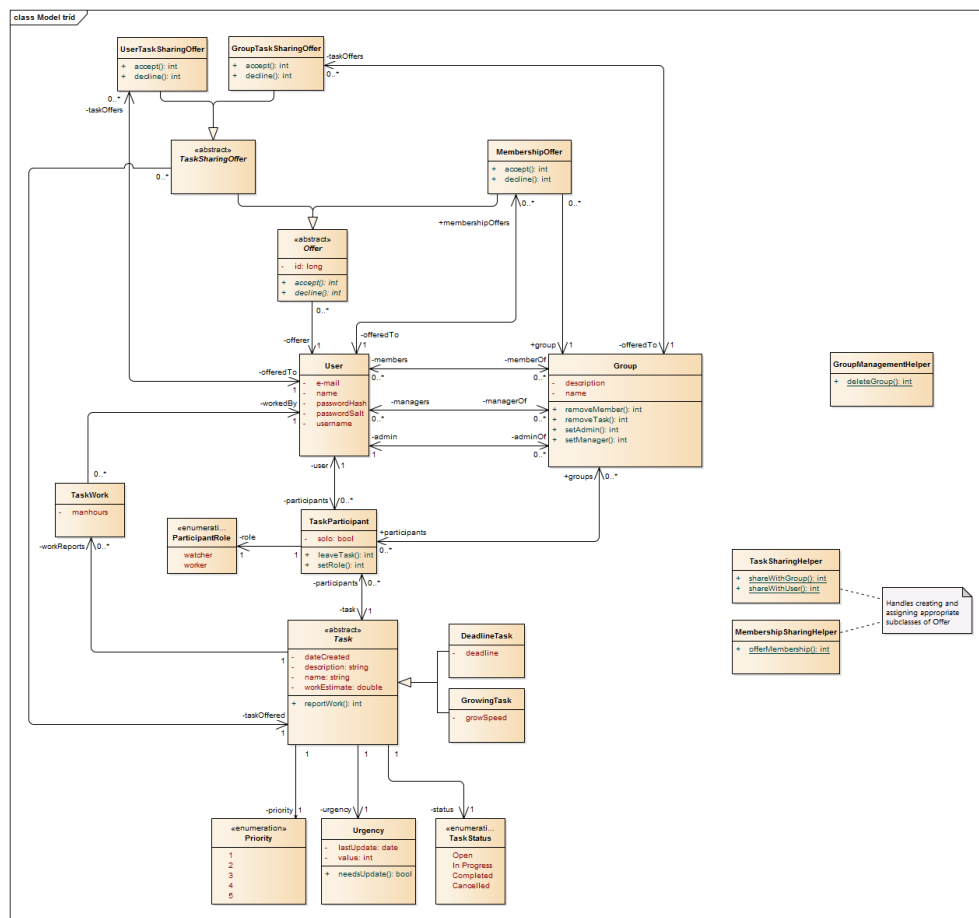 class Model tříd
UserTaskSharingOffer
+ accept(): int
+ decline(): int
GroupTaskSharingOffer
+ accept(): int
+ decline(): int
-taskOffers
0..*
0..*
-taskOffers
«abstract»
TaskSharingOffer
0..*
MembershipOffer
+ accept(): int
+ decline(): int
0..*
0..*
+membershipOffers
«abstract»
Offer
- id: long
+ accept(): int
+ decline(): int
0..*
-offerer
1
-offeredTo
1
+group
1
-offeredTo
1
-offeredTo
1
-workedBy
1
User
- e-mail
- name
- passwordHash
- passwordSalt
- username
-members
0..*
-memberOf
0..*
-managers
0..*
-managerOf
0..*
-admin
1
-adminOf
0..*
Group
- description
- name
+ removeMember(): int
+ removeTask(): int
+ setAdmin(): int
+ setManager(): int
GroupManagementHelper
+ deleteGroup(): int
-user
1
+groups
0..*
0..*
TaskWork
- manhours
-workReports
0..*
-participants
0..*
«enumerati...
ParticipantRole
watcher
worker
-role
1
1
TaskParticipant
- solo: bool
+ leaveTask(): int
+ setRole(): int
+participants
0..*
-participants
0..*
TaskSharingHelper
+ shareWithGroup(): int
+ shareWithUser(): int
Handles creating and
assigning appropriate
subclasses of Offer
MembershipSharingHelper
+ offerMembership(): int
-task
1
«abstract»
Task
- dateCreated
- description: string
- name: string
- workEstimate: double
+ reportWork(): int
1
-taskOffered
1
DeadlineTask
- deadline
GrowingTask
- growSpeed
1
1
1
-priority
1
-urgency
1
-status
1
«enumeration»
Priority
1
2
3
4
5
Urgency
- lastUpdate: date
- value: int
+ needsUpdate(): bool
«enumerati...
TaskStatus
Open
In Progress
Completed
Cancelled